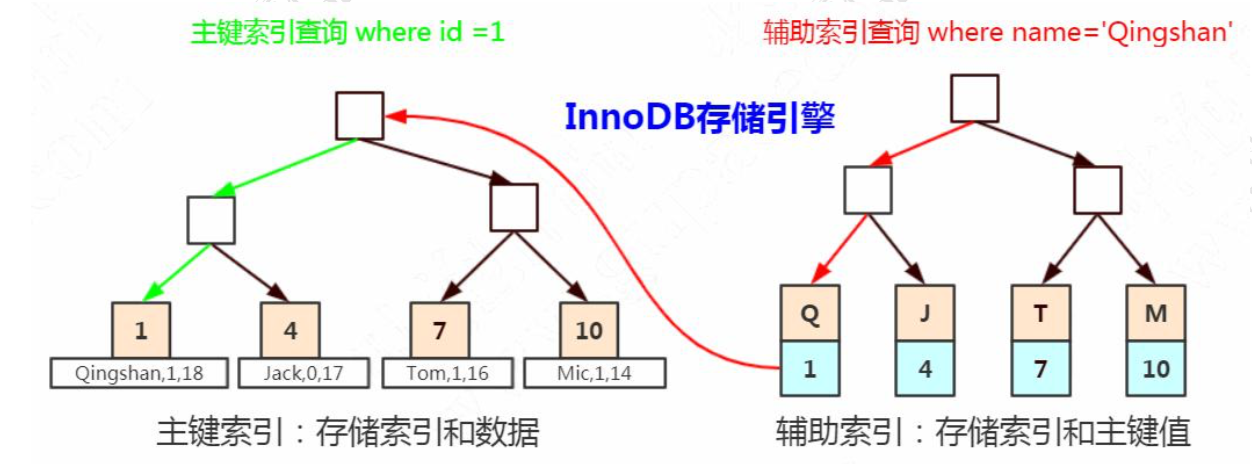 主键索引查询 where id =1
辅助索引查询 where name='Qingshan'
InnoDB存储引擎
1
4
7
10
Qingshan,1,18
Jack,0,17
Tom,1,16
Mic,1,14
主键索引：存储索引和数据
Q
J
T
M
1
4
7
10
辅助索引：存储索引和主键值